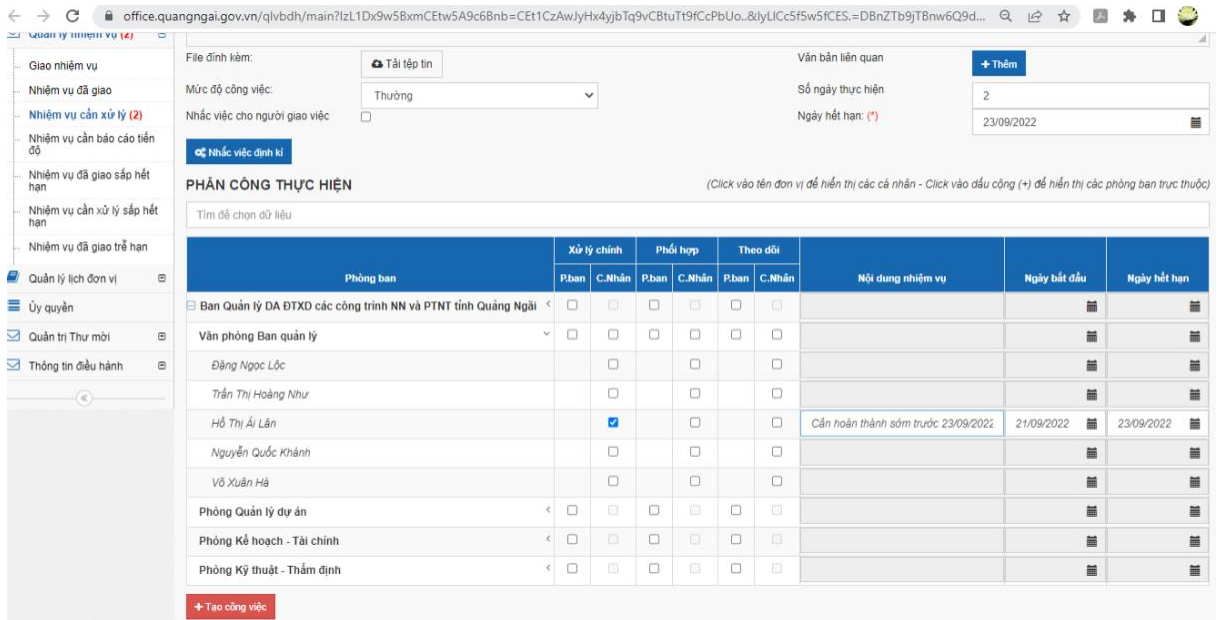 office.quangngai.gov.vn/qlvbdh/main?lzL1Dx9w5BxmCEtw5A9c6Bnb=CEt1CzAwJyHx4yjbTq9vCBtuTt9fCcPbUo..&lyLlCc5f5w5fCES.=DBnZTb9jTBnw6Q9d...
Quản lý nhiệm vụ (2)
Giao nhiệm vụ
Nhiệm vụ đã giao
Nhiệm vụ cần xử lý (2)
Nhiệm vụ cần báo cáo tiến
độ
Nhiệm vụ đã giao sắp hết
hạn
Nhiệm vụ cần xử lý sắp hết
hạn
Nhiệm vụ đã giao trễ hạn
Quản lý lịch đơn vị
Ủy quyền
Quản trị Thư mời
Thông tin điều hành
File đính kèm:
Tải tệp tin
Văn bản liên quan
+ Thêm
Mức độ công việc:
Thường
Số ngày thực hiện
2
Nhắc việc cho người giao việc
Ngày hết hạn: (*)
23/09/2022
Nhắc việc định kì
PHÂN CÔNG THỰC HIỆN
(Click vào tên đơn vị để hiển thị các cá nhân - Click vào dấu cộng (+) để hiển thị các phòng ban trực thuộc)
Tìm để chọn dữ liệu
Phòng ban
Xử lý chính Phối hợp Theo dõi
P.ban C.Nhân P.ban C.Nhân P.ban C.Nhân
Nội dung nhiệm vụ
Ngày bắt đầu
Ngày hết hạn
Ban Quản lý DA ĐTXD các công trình NN và PTNT tỉnh Quảng Ngãi
Văn phòng Ban quản lý
Đặng Ngọc Lộc
Trần Thị Hoàng Như
Hồ Thị Ái Lân Cần hoàn thành sớm trước 23/09/2022 21/09/2022 23/09/2022
Nguyễn Quốc Khánh
Võ Xuân Hà
Phòng Quản lý dự án
Phòng Kế hoạch - Tài chính
Phòng Kỹ thuật - Thẩm định
+ Tạo công việc